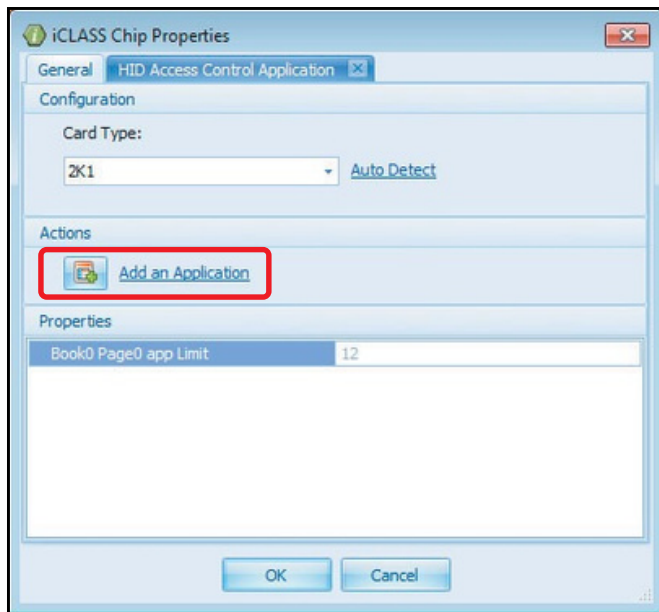 iCLASS Chip Properties
General HID Access Control Application
Configuration
Card Type:
2K1 Auto Detect
Actions
Add an Application
Properties
Book0 Page0 app Limit 12
OK Cancel